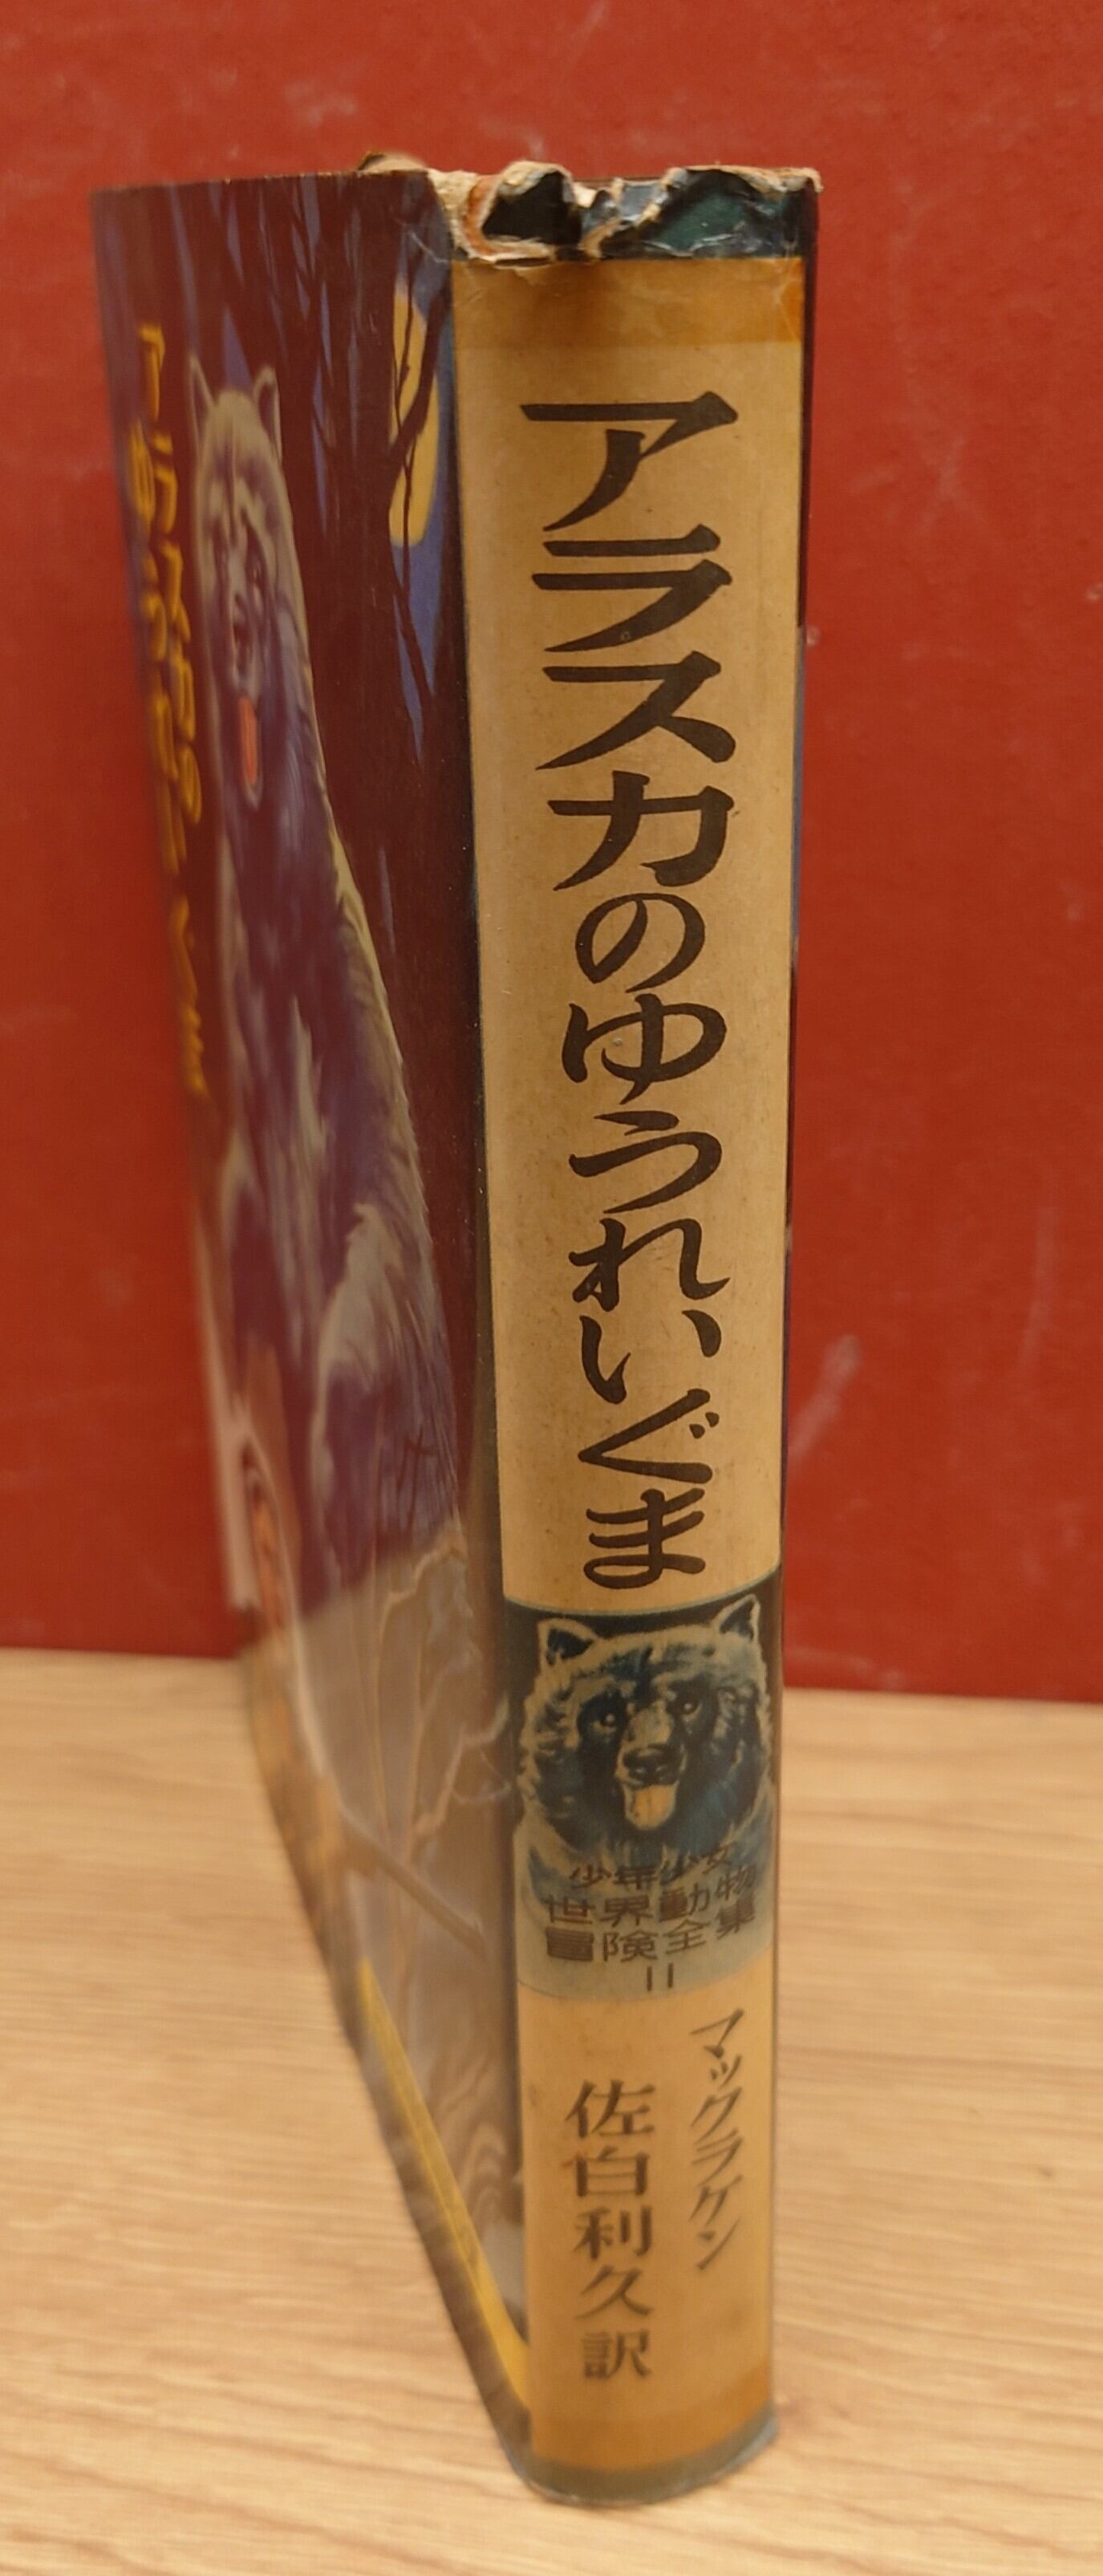 アラスカの
ゆうれいぐま
アラスカのゆうれいぐま
少年少女
世界動物
冒険全集
11
マックラケン
佐白利久訳